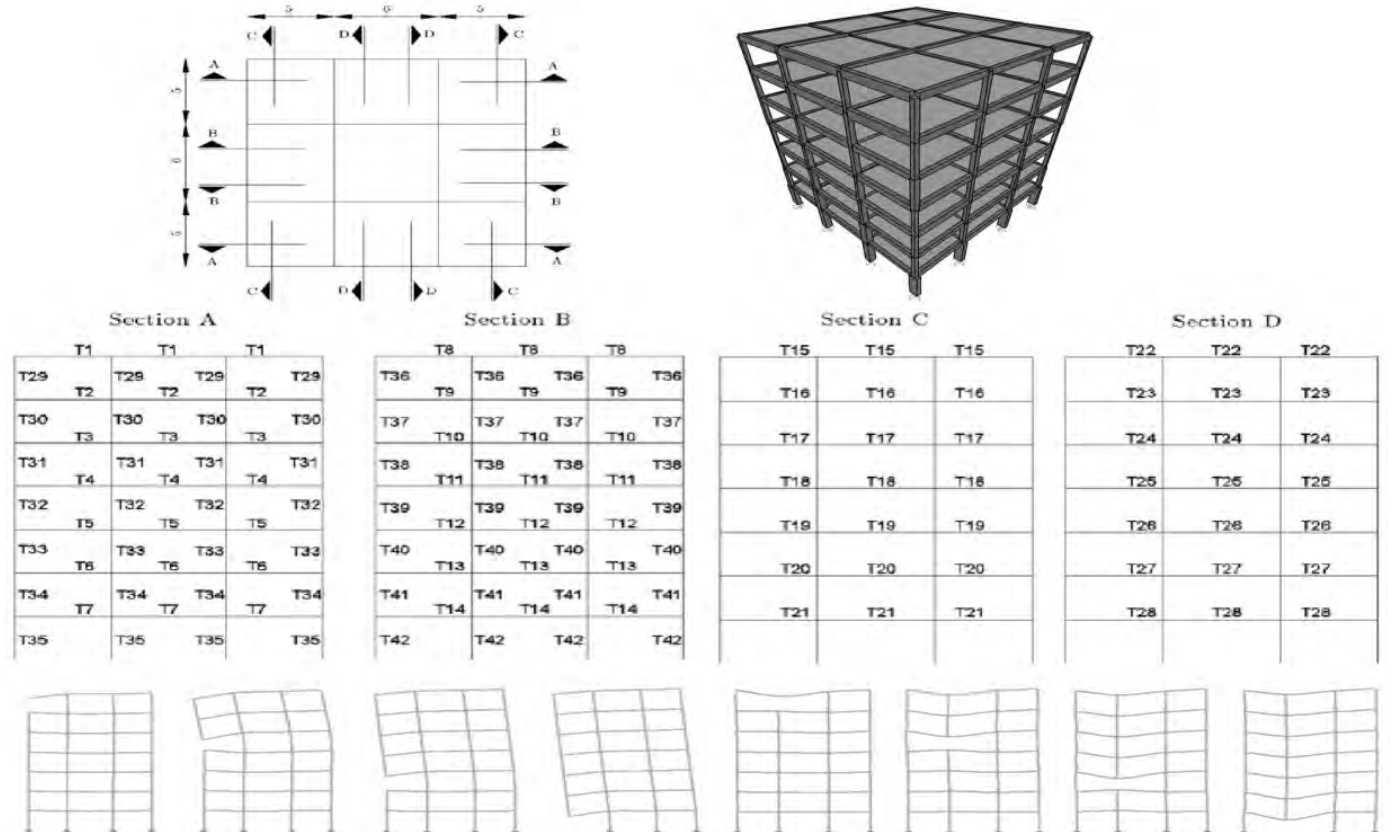 5 6 5
C D D C
A A
5
B B
6
B B
5
A A
C D D C
Section A Section B Section C Section D
T1 T1 T1 T8 T8 T8 T15 T15 T15 T22 T22 T22
T29 T29 T29 T29 T36 T36 T36 T36
T2 T2 T2 T9 T9 T9 T16 T16 T16 T23 T23 T23
T30 T30 T30 T30 T37 T37 T37 T37
T3 T3 T3 T10 T10 T10 T17 T17 T17 T24 T24 T24
T31 T31 T31 T31 T38 T38 T38 T38
T4 T4 T4 T11 T11 T11 T18 T18 T18 T25 T25 T25
T32 T32 T32 T32 T39 T39 T39 T39
T5 T5 T5 T12 T12 T12 T19 T19 T19 T26 T26 T26
T33 T33 T33 T33 T40 T40 T40 T40
T6 T6 T6 T13 T13 T13 T20 T20 T20 T27 T27 T27
T34 T34 T34 T34 T41 T41 T41 T41
T7 T7 T7 T14 T14 T14 T21 T21 T21 T28 T28 T28
T35 T35 T35 T35 T42 T42 T42 T42